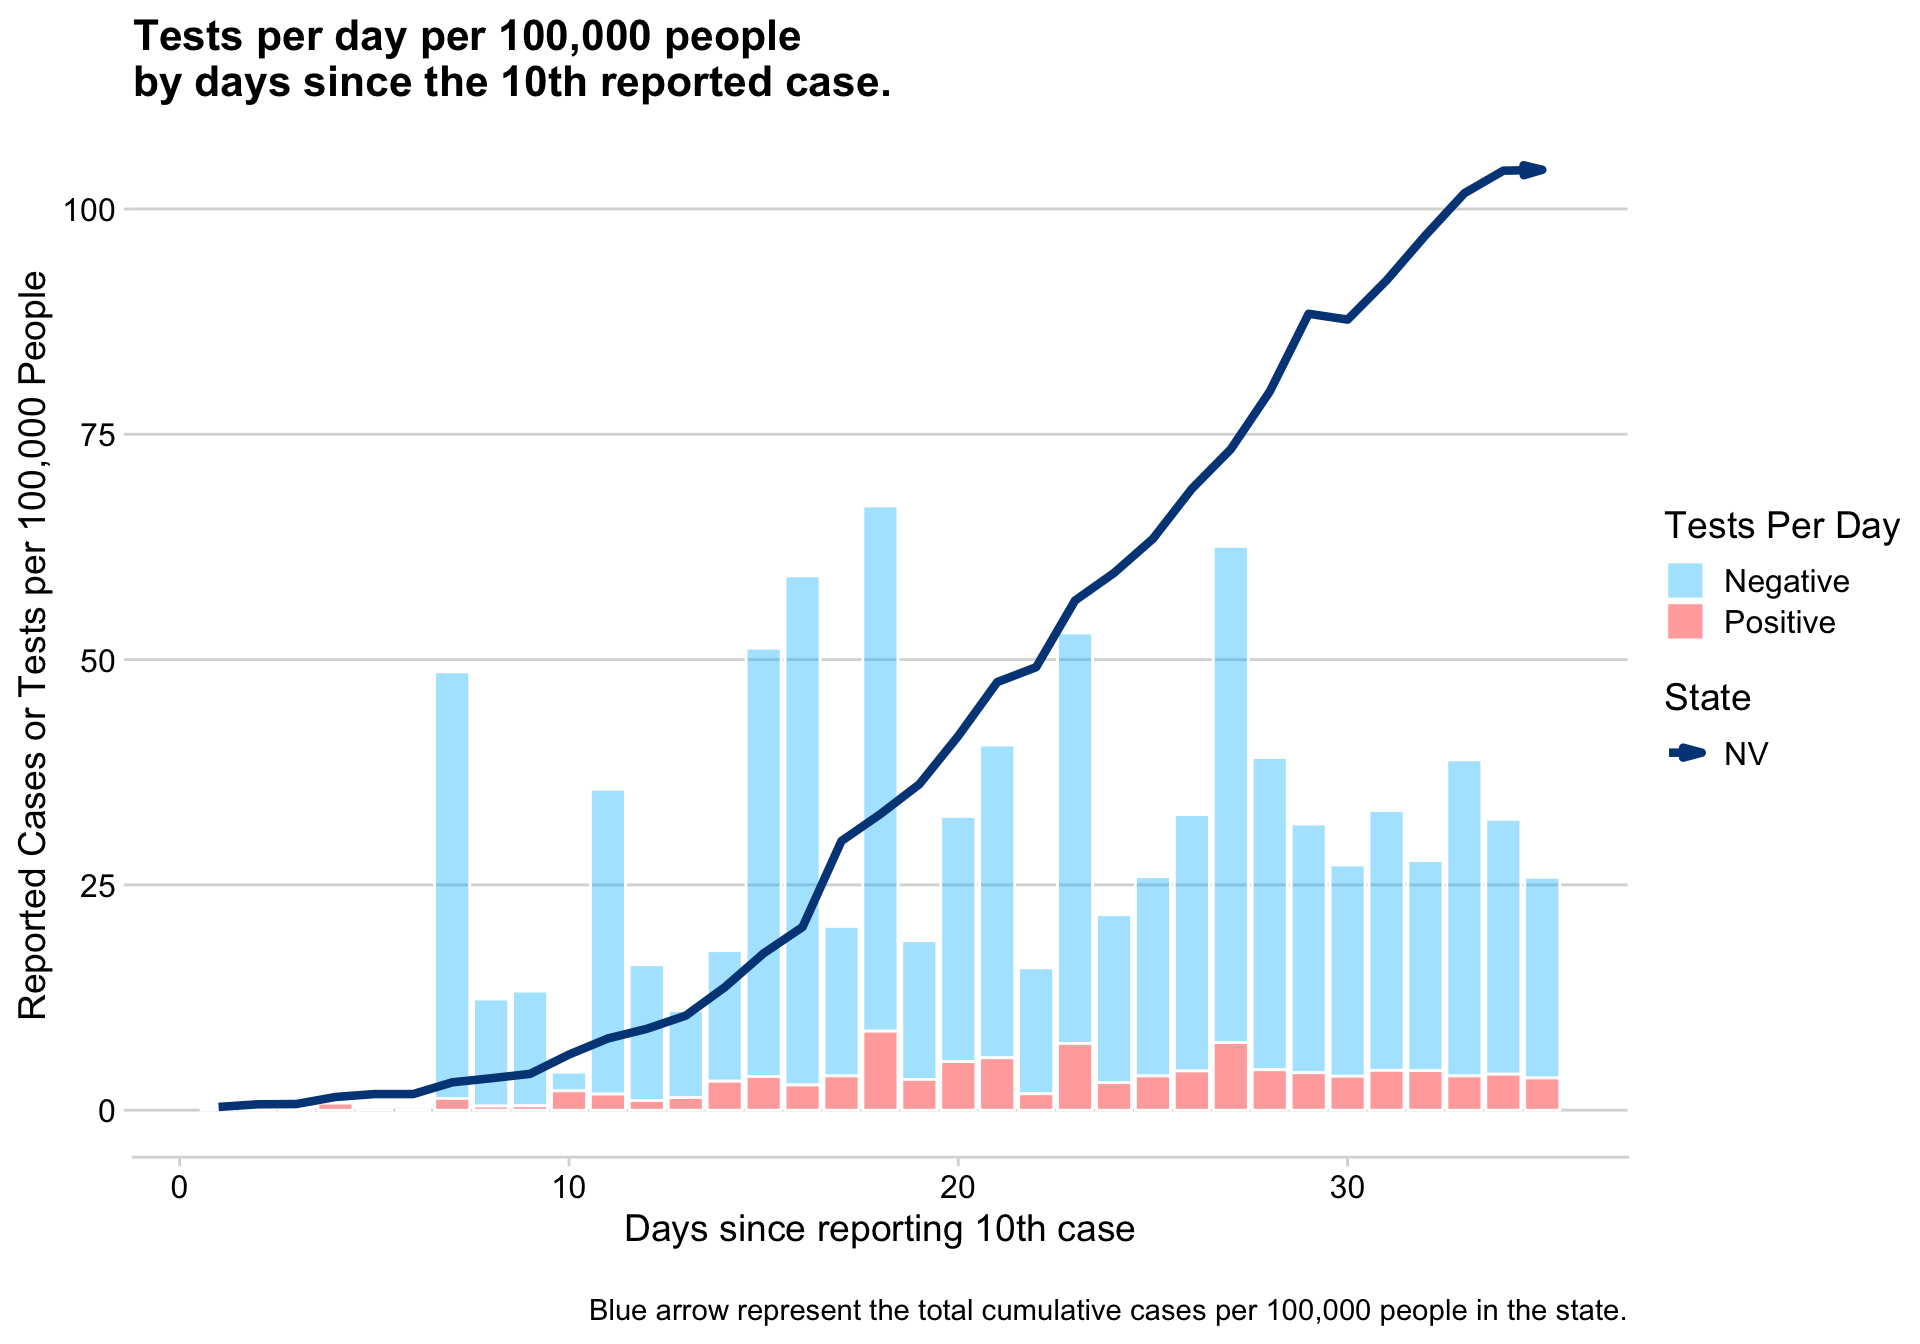 Tests per day per 100,000 people
by days since the 10th reported case.
Reported Cases or Tests per 100,000 People
100
75
50
25
0
0
10
20
30
Days since reporting 10th case
Tests Per Day
Negative
Positive
State
NV
Blue arrow represent the total cumulative cases per 100,000 people in the state.